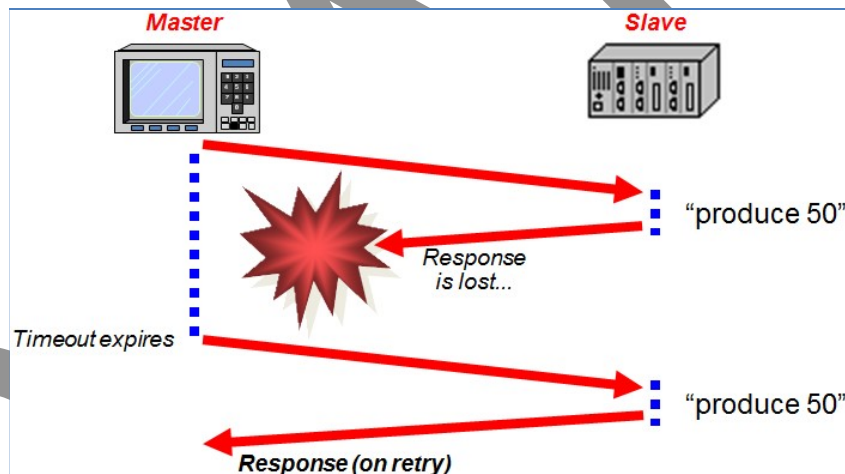 Master
Slave
“produce 50”
Response
is lost...
Timeout expires
“produce 50”
Response (on retry)